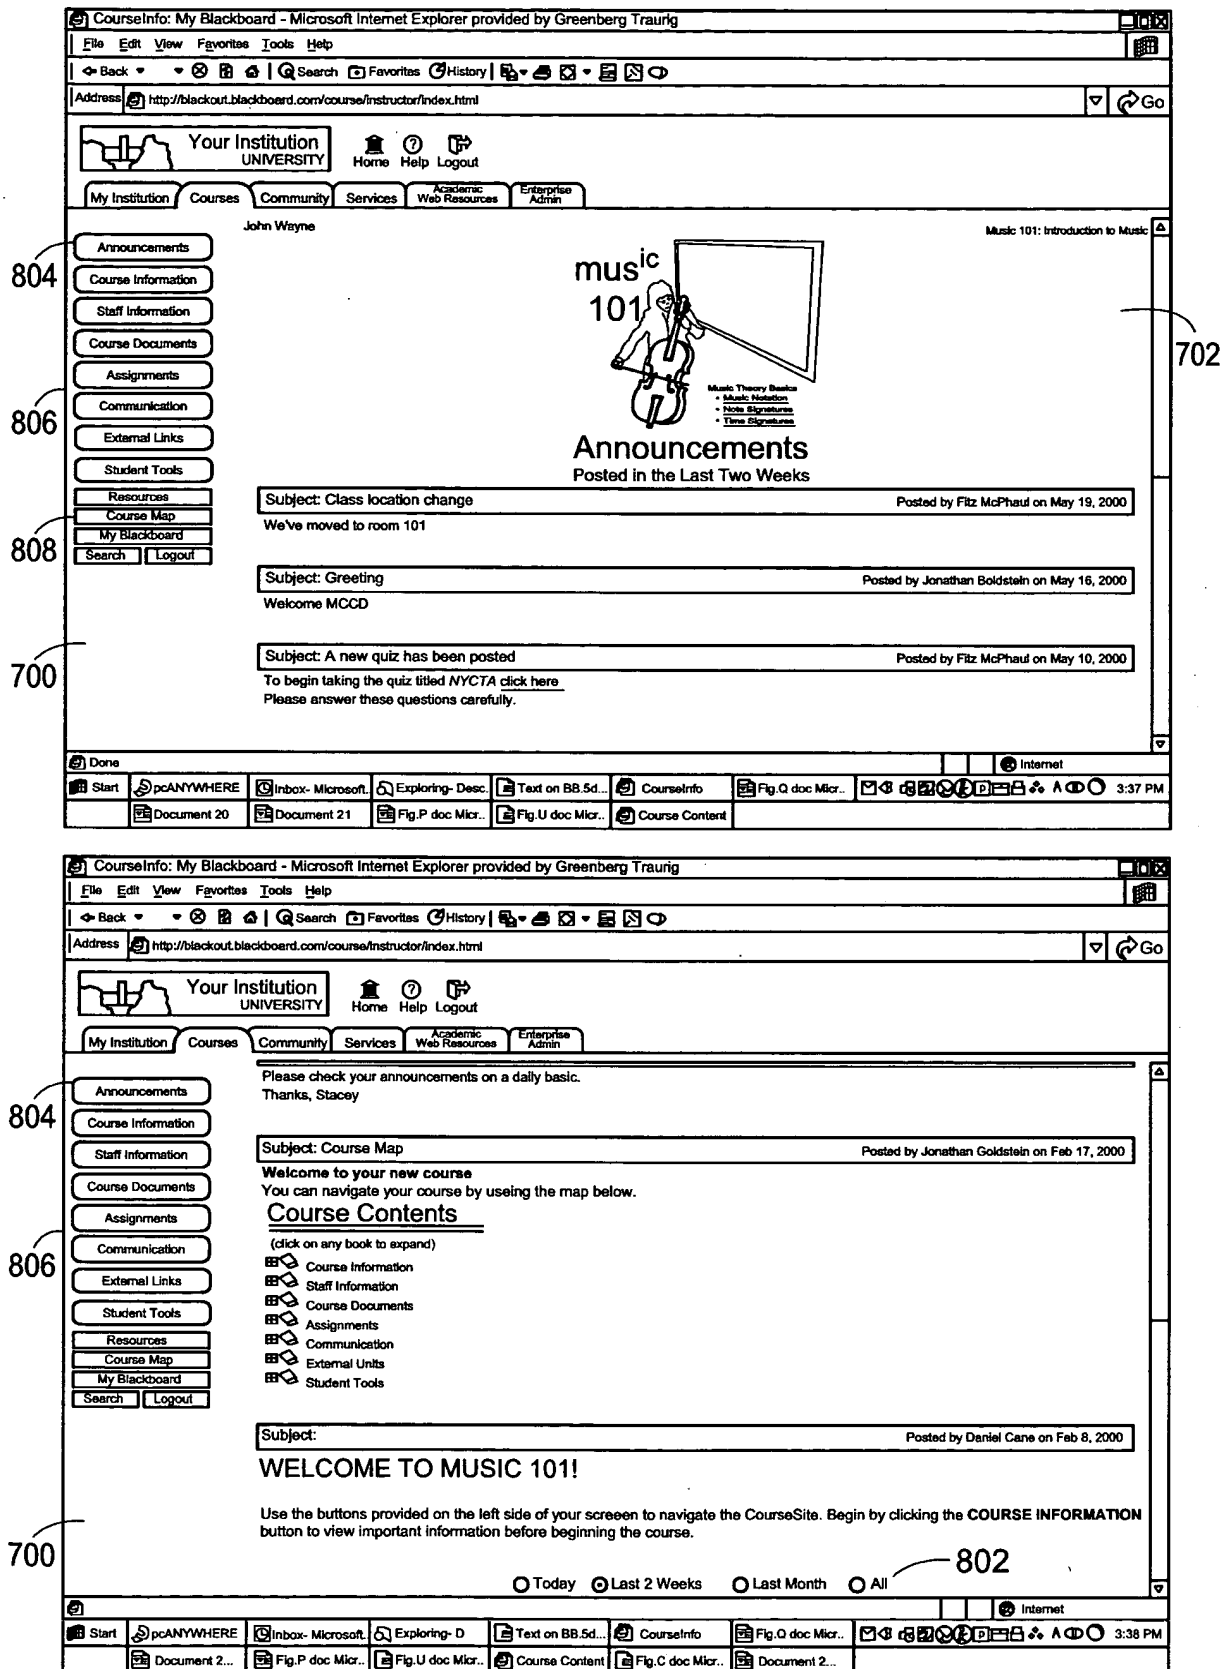 CourseInfo: My Blackboard - Microsoft Internet Explorer provided by Greenberg Traurig
File Edit View Favorites Tools Help
Back Search Favorites History
Address http://blackout.blackboard.com/course/instructor/index.html Go
Your Institution
UNIVERSITY
Home Help Logout
My Institution Courses Community Services Academic Web Resources Enterprise Admin
John Wayne Music 101: Introduction to Music
804
Announcements
Course Information
Staff Information
Course Documents
Assignments
806
Communication
External Links
Student Tools
Resources
808
Course Map
My Blackboard
Search Logout
700
702
music
101
Music Theory Basics
• Music Notation
• Note Signatures
• Time Signatures
Announcements
Posted in the Last Two Weeks
Subject: Class location change Posted by Fitz McPhaul on May 19, 2000
We've moved to room 101
Subject: Greeting Posted by Jonathan Boldstein on May 16, 2000
Welcome MCCD
Subject: A new quiz has been posted Posted by Fitz McPhaul on May 10, 2000
To begin taking the quiz titled NYCTA click here
Please answer these questions carefully.
Done Internet
Start pcANYWHERE Inbox- Microsoft. Exploring- Desc. Text on BB.5d... CourseInfo Fig.Q doc Micr.. 3:37 PM
Document 20 Document 21 Fig.P doc Micr.. Fig.U doc Micr.. Course Content
CourseInfo: My Blackboard - Microsoft Internet Explorer provided by Greenberg Traurig
File Edit View Favorites Tools Help
Back Search Favorites History
Address http://blackout.blackboard.com/course/instructor/index.html Go
Your Institution
UNIVERSITY
Home Help Logout
My Institution Courses Community Services Academic Web Resources Enterprise Admin
804
Announcements
Course Information
Staff Information
Course Documents
Assignments
806
Communication
External Links
Student Tools
Resources
Course Map
My Blackboard
Search Logout
700
Please check your announcements on a daily basic.
Thanks, Stacey
Subject: Course Map Posted by Jonathan Goldstein on Feb 17, 2000
Welcome to your new course
You can navigate your course by useing the map below.
Course Contents
(click on any book to expand)
Course Information
Staff Information
Course Documents
Assignments
Communication
External Units
Student Tools
Subject: Posted by Daniel Cane on Feb 8, 2000
WELCOME TO MUSIC 101!
Use the buttons provided on the left side of your screeen to navigate the CourseSite. Begin by clicking the COURSE INFORMATION
button to view important information before beginning the course.
802
Today Last 2 Weeks Last Month All
Internet
Start pcANYWHERE Inbox- Microsoft. Exploring- D Text on BB.5d... CourseInfo Fig.Q doc Micr.. 3:38 PM
Document 2... Fig.P doc Micr.. Fig.U doc Micr.. Course Content Fig.C doc Micr.. Document 2...